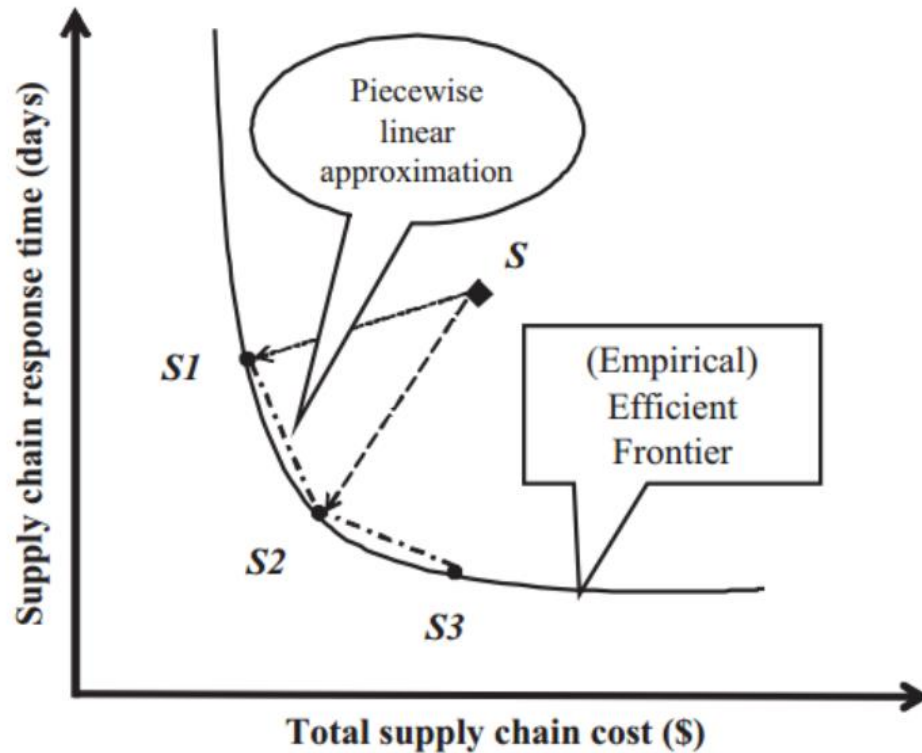 Supply chain response time (days)
Piecewise
linear
approximation
S
S1
(Empirical)
Efficient
Frontier
S2
S3
Total supply chain cost ($)